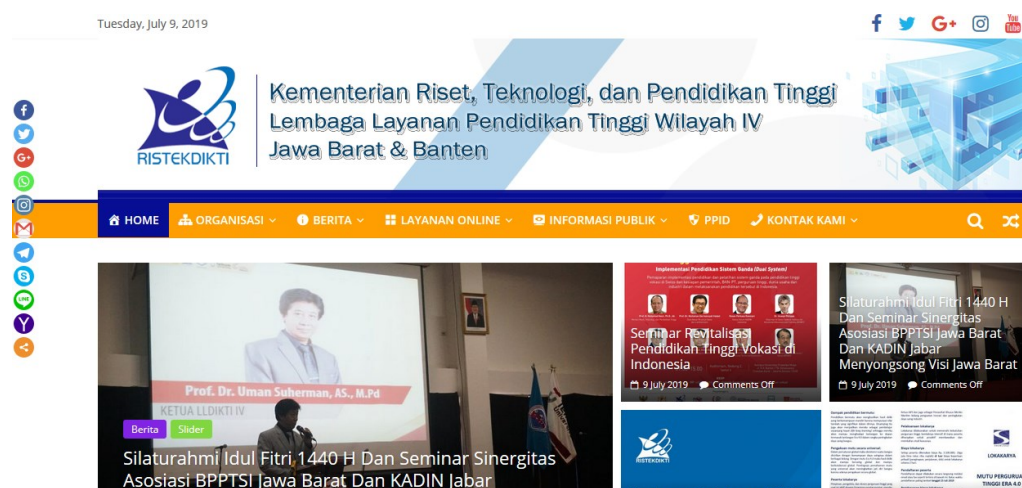 Tuesday, July 9, 2019
You
Tube
Kementerian Riset, Teknologi, dan Pendidikan Tinggi
Lembaga Layanan Pendidikan Tinggi Wilayah IV
Jawa Barat & Banten
RISTEKDIKTI
HOME ORGANISASI BERITA LAYANAN ONLINE INFORMASI PUBLIK PPID KONTAK KAMI
Prof. Dr. Uman Suherman, AS., M.Pd
KETUA LLDIKTI IV
Berita Slider
Silaturahmi Idul Fitri 1440 H Dan Seminar Sinergitas
Asosiasi BPPTSI Jawa Barat Dan KADIN Jabar
Implementasi Pendidikan Sistem Ganda (Dual System)
Seminar Revitalisasi
Pendidikan Tinggi Vokasi di
Indonesia
9 July 2019 Comments Off
Silaturahmi Idul Fitri 1440 H
Dan Seminar Sinergitas
Asosiasi BPPTSI Jawa Barat
Dan KADIN Jabar
Menyongsong Visi Jawa Barat
9 July 2019 Comments Off
RISTEKDIKTI
LOKAKARYA
MUTU PERGURUA
TINGGI ERA 4.0